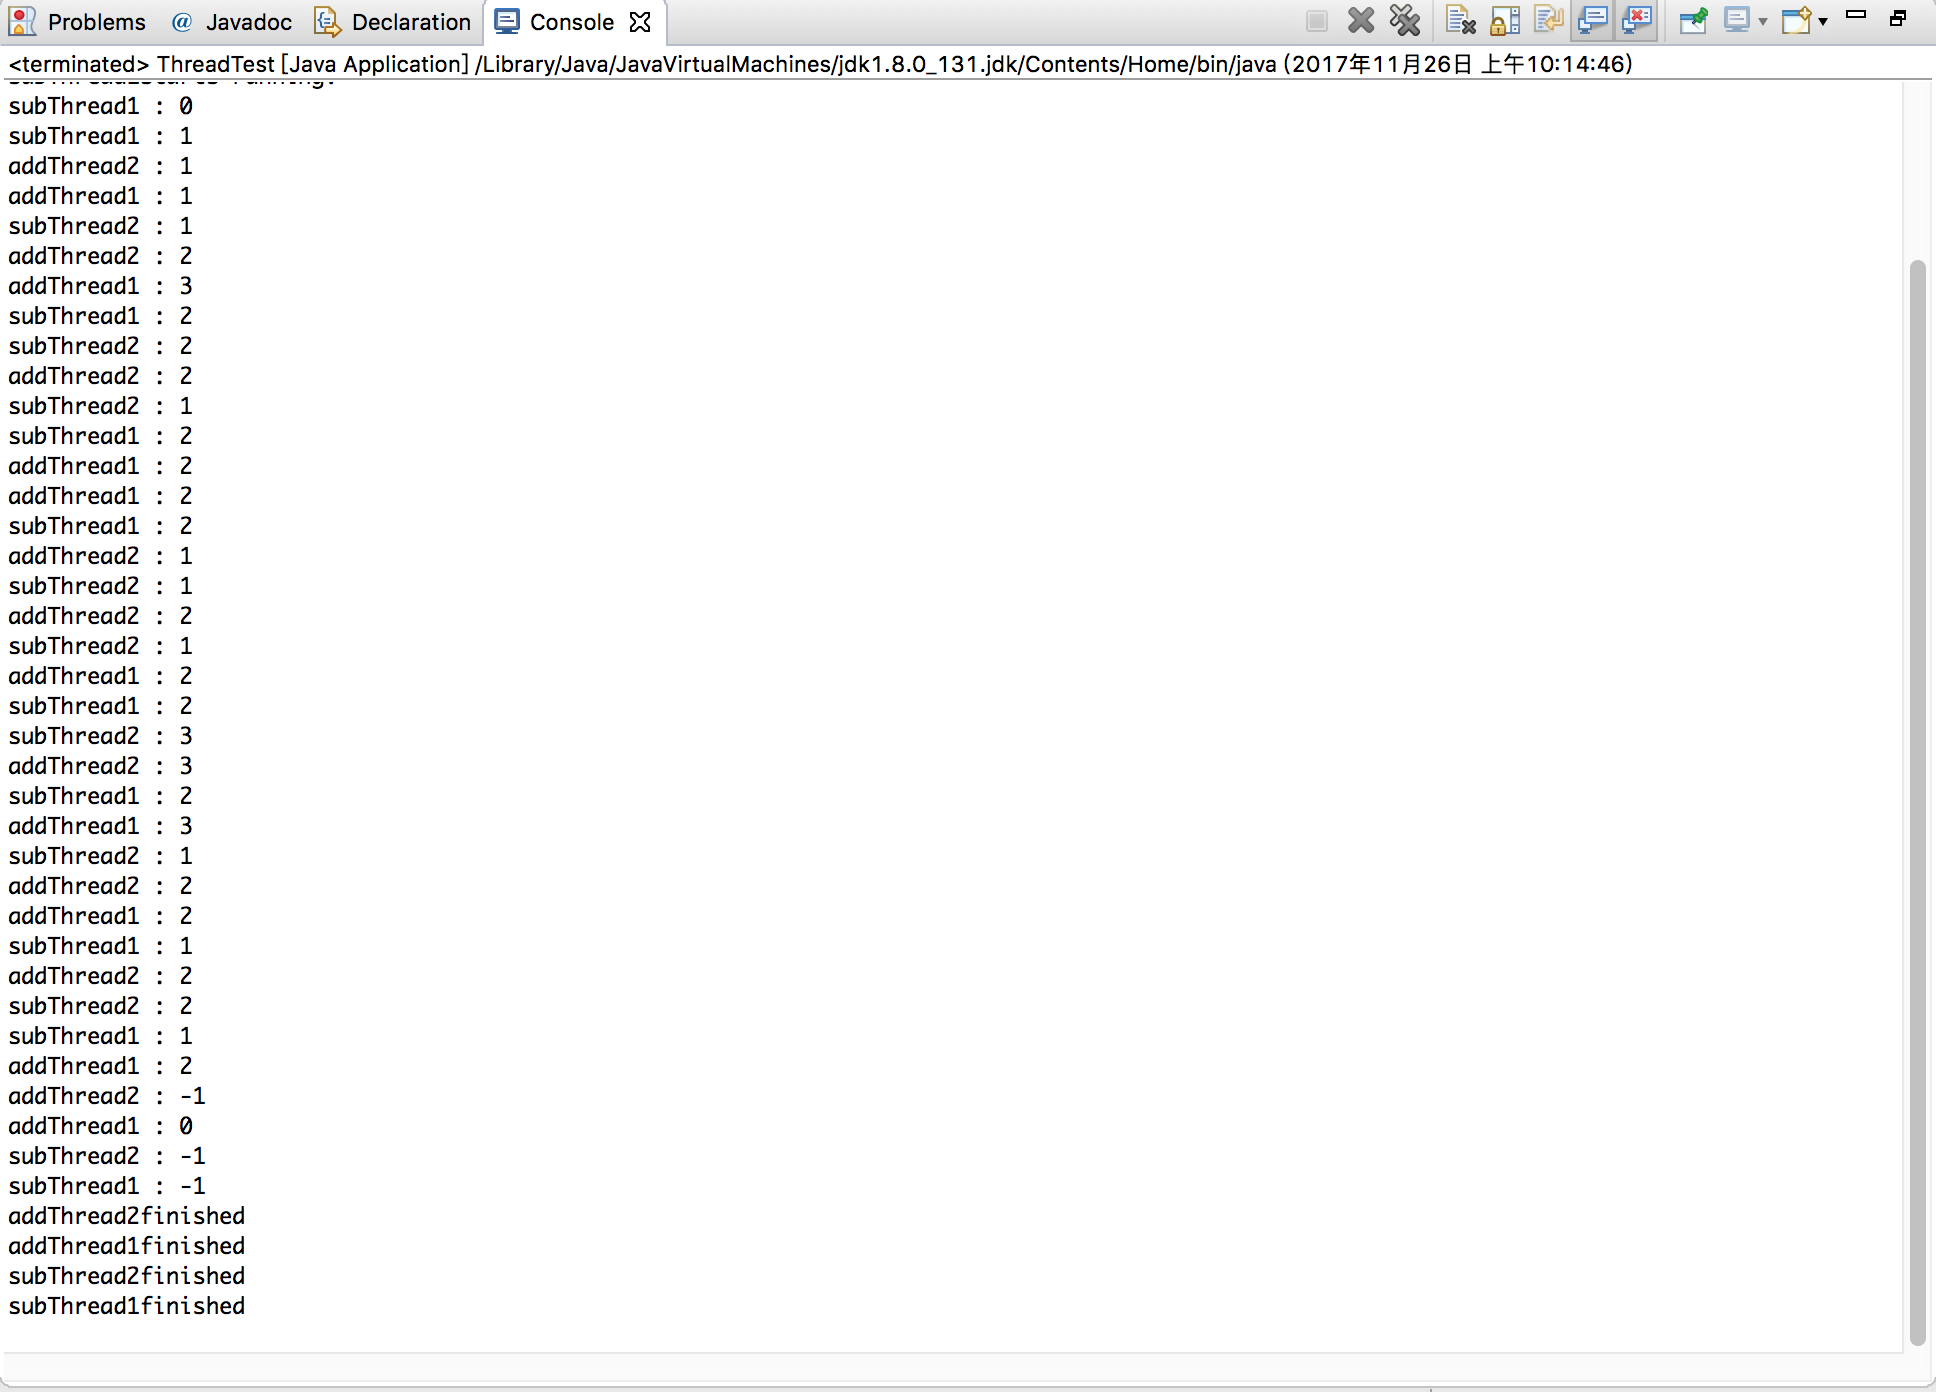 Problems @ Javadoc Declaration Console
<terminated> ThreadTest [Java Application] /Library/Java/JavaVirtualMachines/jdk1.8.0_131.jdk/Contents/Home/bin/java (2017年11月26日 上午10:14:46)
subThread1 : 0
subThread1 : 1
addThread2 : 1
addThread1 : 1
subThread2 : 1
addThread2 : 2
addThread1 : 3
subThread1 : 2
subThread2 : 2
addThread2 : 2
subThread2 : 1
subThread1 : 2
addThread1 : 2
addThread1 : 2
subThread1 : 2
addThread2 : 1
subThread2 : 1
addThread2 : 2
subThread2 : 1
addThread1 : 2
subThread1 : 2
subThread2 : 3
addThread2 : 3
subThread1 : 2
addThread1 : 3
subThread2 : 1
addThread2 : 2
addThread1 : 2
subThread1 : 1
addThread2 : 2
subThread2 : 2
subThread1 : 1
addThread1 : 2
addThread2 : -1
addThread1 : 0
subThread2 : -1
subThread1 : -1
addThread2finished
addThread1finished
subThread2finished
subThread1finished